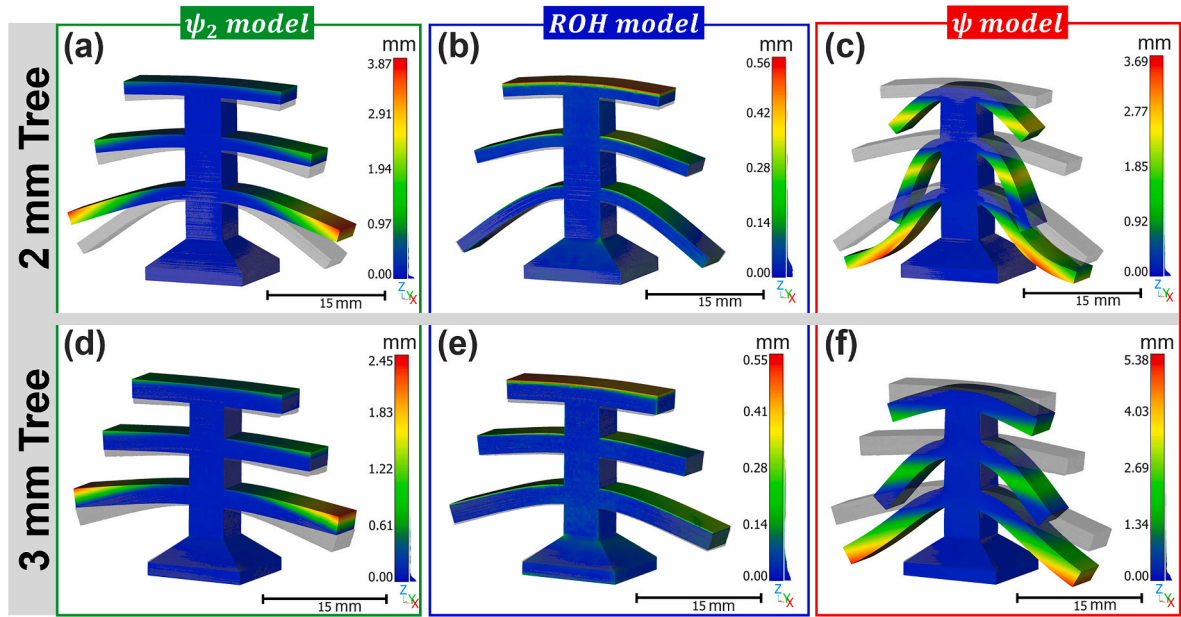 ψ₂ model
ROH model
ψ model
2 mm Tree
3 mm Tree
(a)
mm
3.87
2.91
1.94
0.97
0.00
Z
Y
X
15 mm
(b)
mm
0.56
0.42
0.28
0.14
0.00
Z
Y
X
15 mm
(c)
mm
3.69
2.77
1.85
0.92
0.00
Z
Y
X
15 mm
(d)
mm
2.45
1.83
1.22
0.61
0.00
Z
Y
X
15 mm
(e)
mm
0.55
0.41
0.28
0.14
0.00
Z
Y
X
15 mm
(f)
mm
5.38
4.03
2.69
1.34
0.00
Z
Y
X
15 mm